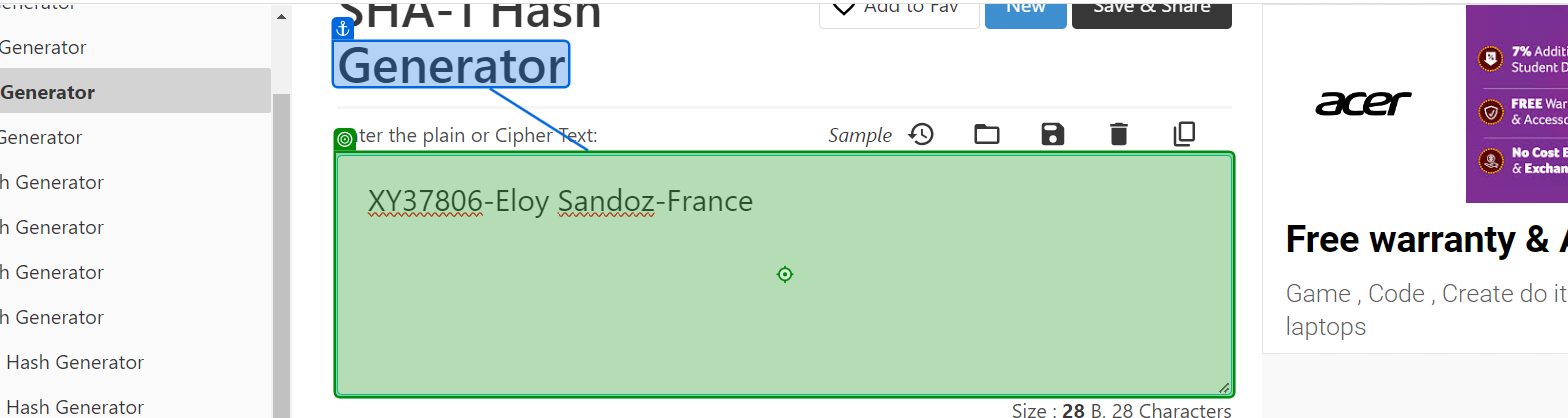 Generator
Generator
Generator
Generator
h Generator
h Generator
h Generator
h Generator
Hash Generator
Hash Generator
SHA-1 Hash
Generator
Add to Fav
New
Save & Share
ter the plain or Cipher Text:
Sample
XY37806-Eloy Sandoz-France
Size : 28 B, 28 Characters
acer
7% Additi
Student D
FREE War
& Accesso
No Cost E
& Exchan
Free warranty & A
Game , Code , Create do it
laptops